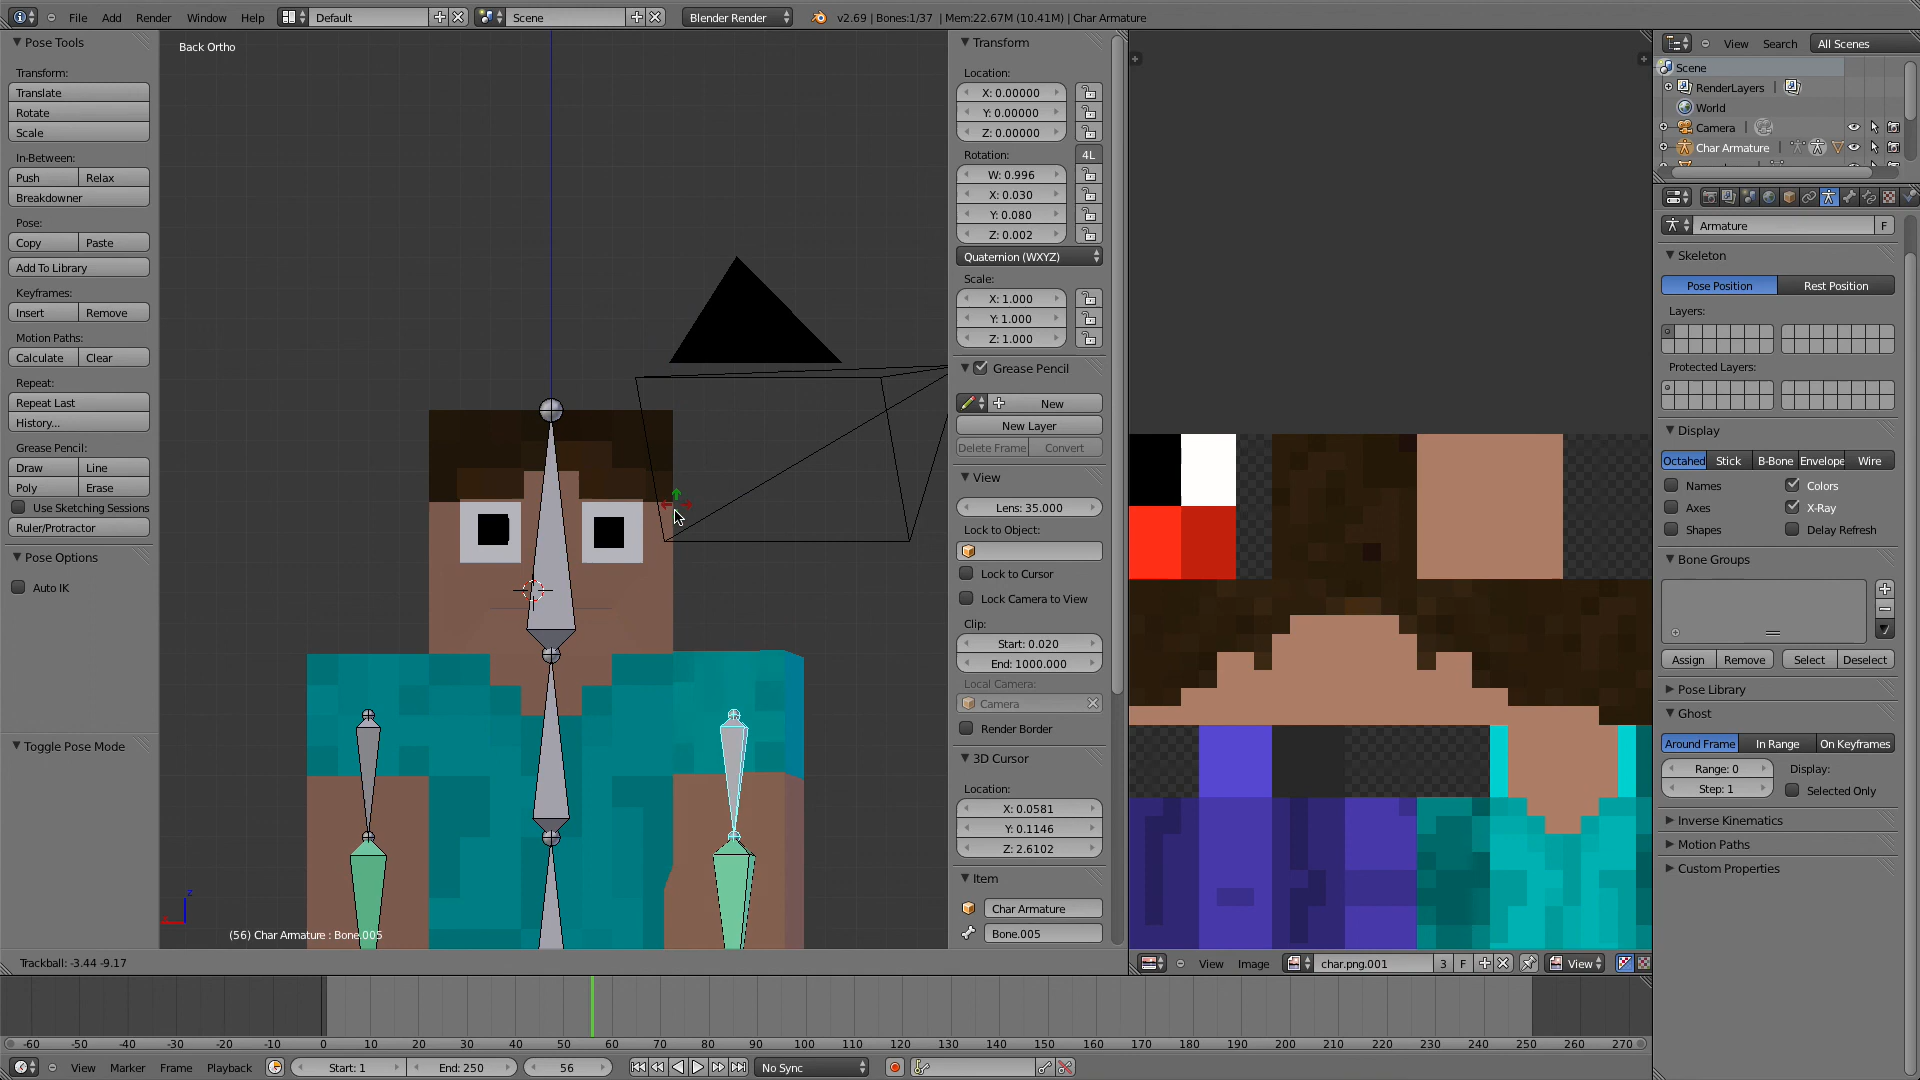 File Add Render Window Help Default Scene Blender Render v2.69 | Bones:1/37 | Mem:22.67M (10.41M) | Char Armature
Pose Tools
Transform:
Translate
Rotate
Scale
In-Between:
Push Relax
Breakdowner
Pose:
Copy Paste
Add To Library
Keyframes:
Insert Remove
Motion Paths:
Calculate Clear
Repeat:
Repeat Last
History...
Grease Pencil:
Draw Line
Poly Erase
Use Sketching Sessions
Ruler/Protractor
Pose Options
Auto IK
Toggle Pose Mode
Back Ortho
z
(56) Char Armature : Bone.005
Trackball: -3.44 -9.17
Transform
Location:
X: 0.00000
Y: 0.00000
Z: 0.00000
Rotation: 4L
W: 0.996
X: 0.030
Y: 0.080
Z: 0.002
Quaternion (WXYZ)
Scale:
X: 1.000
Y: 1.000
Z: 1.000
Grease Pencil
New
New Layer
Delete Frame Convert
View
Lens: 35.000
Lock to Object:
Lock to Cursor
Lock Camera to View
Clip:
Start: 0.020
End: 1000.000
Local Camera:
Camera
Render Border
3D Cursor
Location:
X: 0.0581
Y: 0.1146
Z: 2.6102
Item
Char Armature
Bone.005
View Image char.png.001 3 F View
View Search All Scenes
Scene
RenderLayers
World
Camera
Char Armature
Armature F
Skeleton
Pose Position Rest Position
Layers:
Protected Layers:
Display
Octahed Stick B-Bone Envelope Wire
Names Colors
Axes X-Ray
Shapes Delay Refresh
Bone Groups
Assign Remove Select Deselect
Pose Library
Ghost
Around Frame In Range On Keyframes
Range: 0 Display:
Step: 1 Selected Only
Inverse Kinematics
Motion Paths
Custom Properties
-60 -50 -40 -30 -20 -10 0 10 20 30 40 50 60 70 80 90 100 110 120 130 140 150 160 170 180 190 200 210 220 230 240 250 260 270
View Marker Frame Playback Start: 1 End: 250 56 No Sync